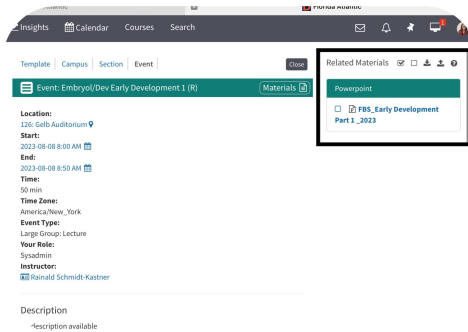 Florida Atlantic
Insights Calendar Courses Search
1
Template Campus Section Event
Close
Event: Embryol/Dev Early Development 1 (R)
Materials
Location:
126: Gelb Auditorium
Start:
2023-08-08 8:00 AM
End:
2023-08-08 8:50 AM
Time:
50 min
Time Zone:
America/New_York
Event Type:
Large Group: Lecture
Your Role:
Sysadmin
Instructor:
Rainald Schmidt-Kastner
Description
description available
Related Materials
Powerpoint
FBS_Early Development
Part 1 _2023